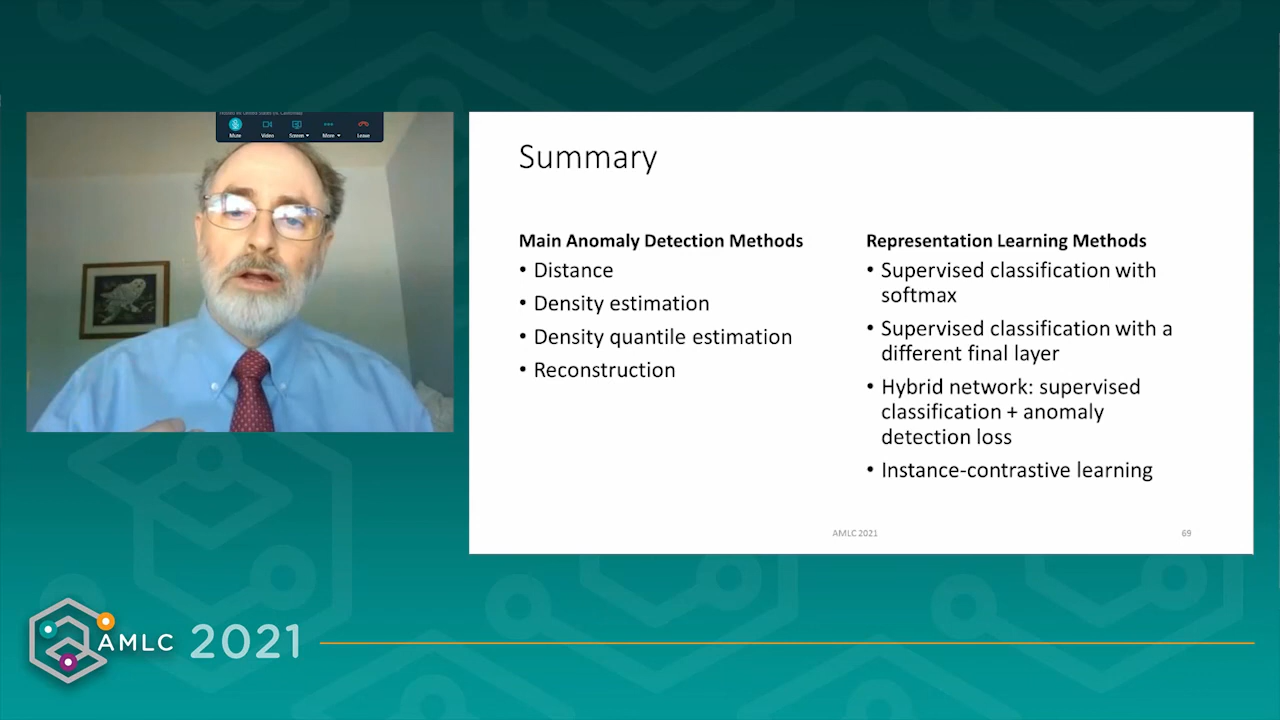 Mute
Video
Screen
More
Leave
Summary
Main Anomaly Detection Methods
• Distance
• Density estimation
• Density quantile estimation
• Reconstruction
Representation Learning Methods
• Supervised classification with
softmax
• Supervised classification with a
different final layer
• Hybrid network: supervised
classification + anomaly
detection loss
• Instance-contrastive learning
AMLC 2021
69
AMLC 2021